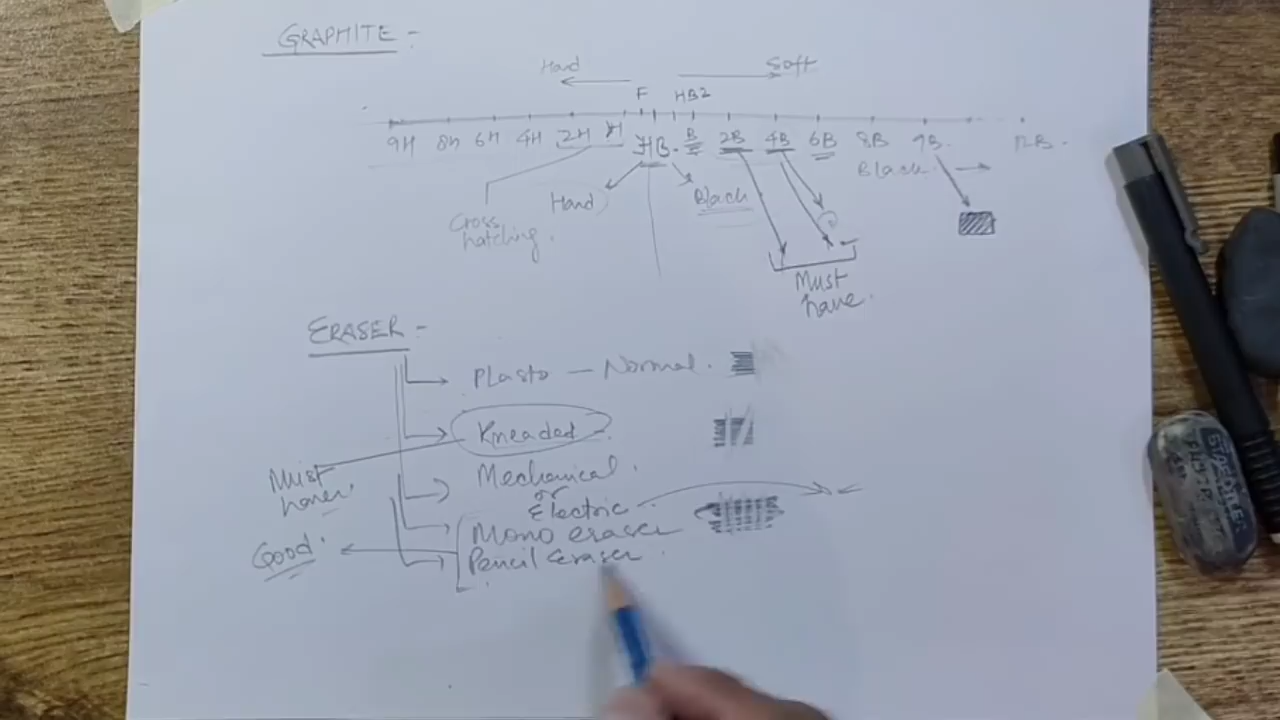 GRAPHITE -
Hard Soft
F HB2
9H 8H 6H 4H 2H H HB B 2B 4B 6B 8B 9B 12B
Black
Hard Black
Cross
hatching.
Must
have.
ERASER -
Plasto - Normal.
Kneaded
Must
have.
Mechanical.
or
Electric
Mono eraser
Good.
Pencil eraser.
STAEDTLER